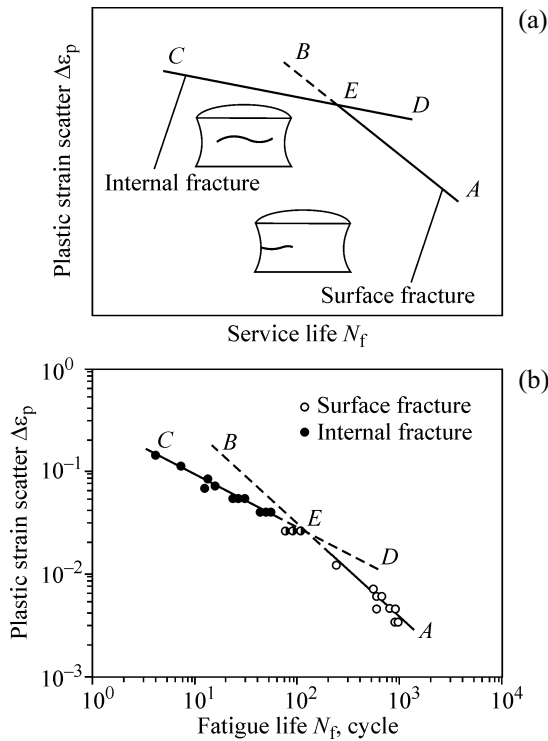 (a)
Plastic strain scatter Δεp
C
B
E
D
A
Internal fracture
Surface fracture
Service life Nf
(b)
Plastic strain scatter Δεp
10⁰
10⁻¹
10⁻²
10⁻³
Surface fracture
Internal fracture
C
B
E
D
A
10⁰ 10¹ 10² 10³ 10⁴
Fatigue life Nf, cycle